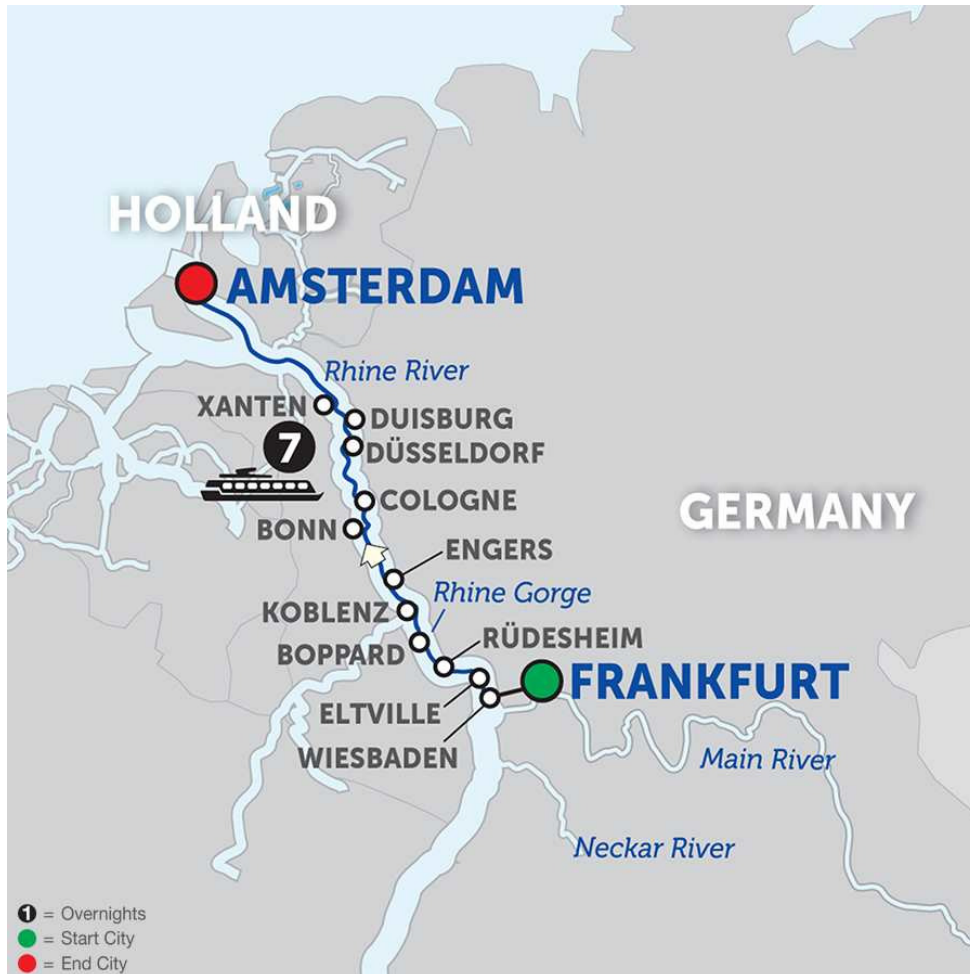 HOLLAND
AMSTERDAM
Rhine River
XANTEN
DUISBURG
7
DÜSSELDORF
COLOGNE
GERMANY
BONN
ENGERS
Rhine Gorge
KOBLENZ
RÜDESHEIM
BOPPARD
FRANKFURT
ELTVILLE
WIESBADEN
Main River
Neckar River
1 = Overnights
= Start City
= End City